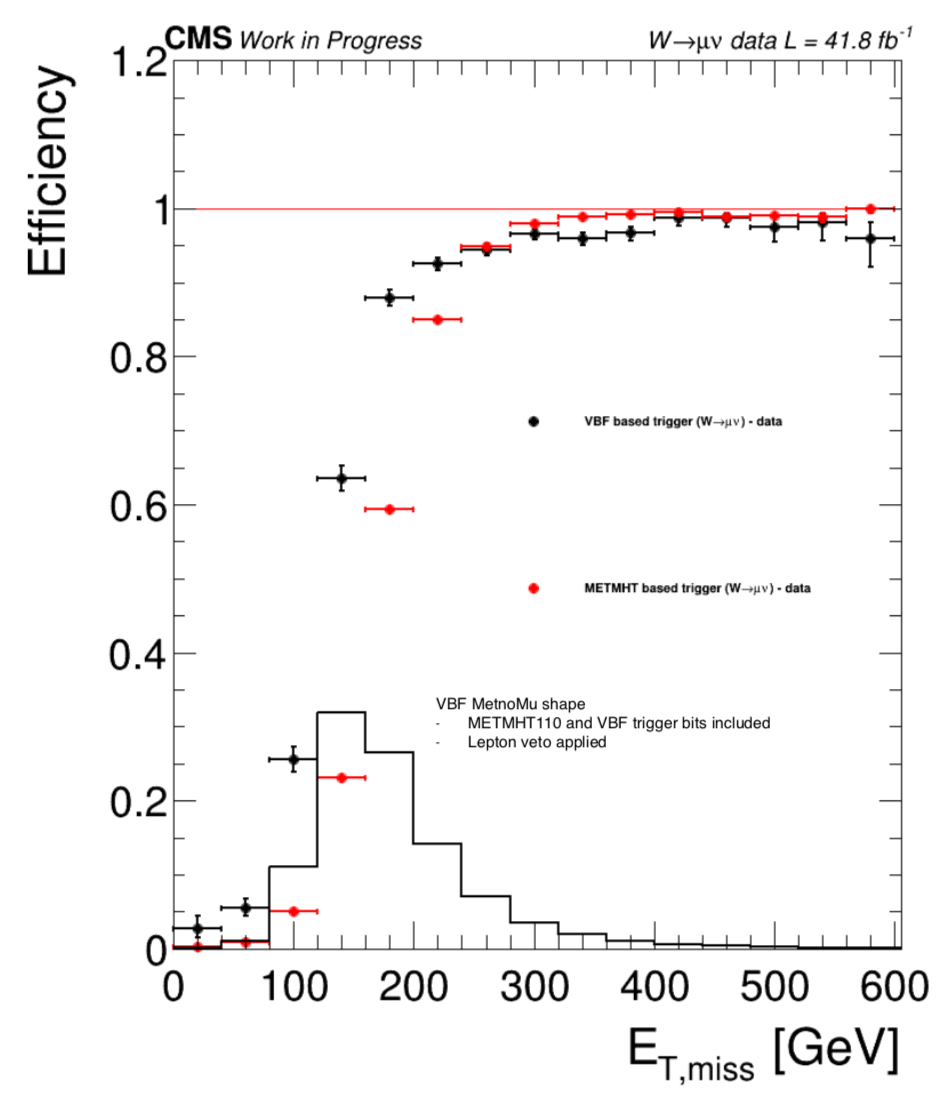 CMS Work in Progress
W→μν data L = 41.8 fb⁻¹
Efficiency
1.2
1
0.8
0.6
0.4
0.2
0
VBF based trigger (W→μν) - data
METMHT based trigger (W→μν) - data
VBF MetnoMu shape
- METMHT110 and VBF trigger bits included
- Lepton veto applied
0 100 200 300 400 500 600
E_T,miss [GeV]